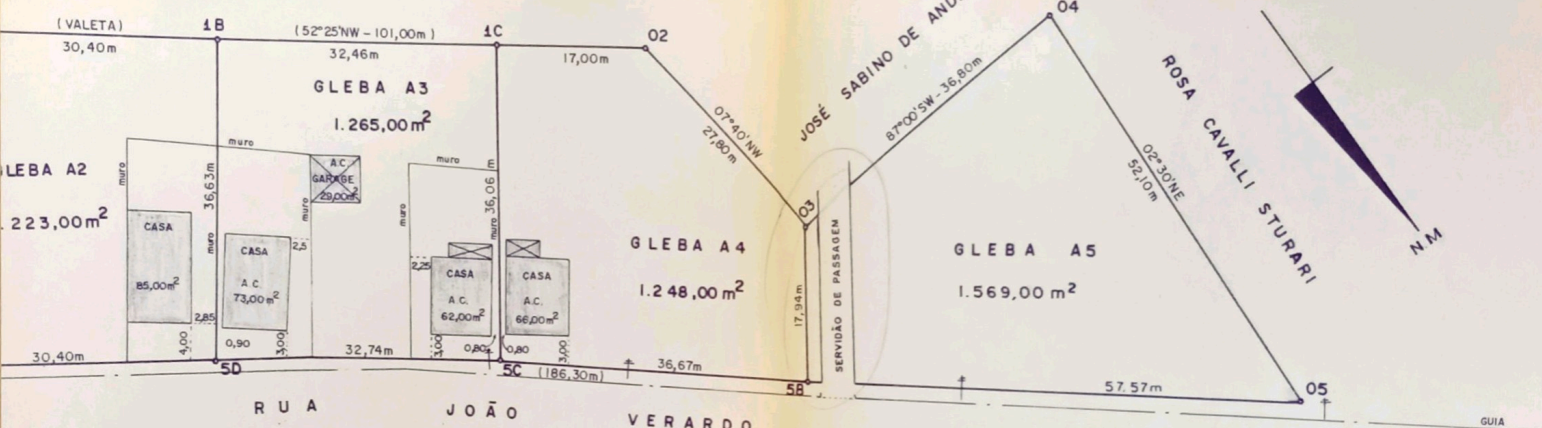 (VALETA)
30,40m
1B
(52°25'NW – 101,00m)
32,46m
1C
17,00m
02
04
GLEBA A3
1.265,00m²
JOSÉ SABINO DE
07°40'NW
27,80m
87°00'SW - 36,80m
ROSA CAVALLI STURARI
02°30'NE
52,10m
N.M
muro
muro
36,63m
muro
A.C.
GARAGE
29,00m²
muro
muro
muro
36,06m
muro
LEBA A2
.223,00m²
CASA
85,00m²
CASA
A.C.
73,00m²
2,5
2,25
CASA
A.C.
62,00m²
CASA
A.C.
66,00m²
03
GLEBA A4
1.248,00m²
17,94m
SERVIDÃO DE PASSAGEM
GLEBA A5
1.569,00m²
2,85
4,00
0,90
3,00
3,00
0,80
0,80
3,00
30,40m
5D
32,74m
5C
(186,30m)
36,67m
5B
57.57m
05
RUA JOÃO VERARDO
GUIA